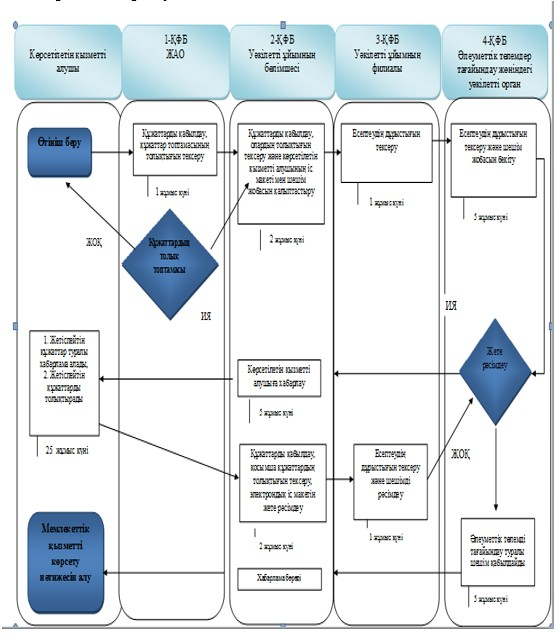 Көрсетілетін қызметті
алушы
1-ҚФБ
ЖАО
2-ҚФБ
Уәкілетті ұйымның
бөлімшесі
3-ҚФБ
Уәкілетті ұйымның
филиалы
4-ҚФБ
Әлеуметтік төлемдер
тағайындау жөніндегі
уәкілетті орган
Өтініш беру
Құжаттарды қабылдау,
құжаттар топтамасының
толықтығын тексеру
1 жұмыс күні
Құжаттарды қабылдау,
олардың толықтығын
тексеру және көрсетілетін
қызметті алушының іс
макеті мен шешім
жобасын қалыптастыру
2 жұмыс күні
Есептеудің дұрыстығын
тексеру
1 жұмыс күні
Есептеудің дұрыстығын
тексеру және шешім
жобасын бекіту
5 жұмыс күні
Құжаттардың
толық
топтамасы
ЖОҚ
ИЯ
ИЯ
Жете
ресімдеу
ЖОҚ
1. Жетіспейтін
құжаттар туралы
хабарлама алады,
2. Жетіспейтін
құжаттарды
толықтырады
25 жұмыс күні
Көрсетілетін қызметті
алушыға хабарлау
5 жұмыс күні
Құжаттарды қабылдау,
қосымша құжаттардың
толықтығын тексеру,
электрондық іс макетін
жете ресімдеу
2 жұмыс күні
Есептеудің
дұрыстығын тексеру
және шешімді
ресімдеу
1 жұмыс күні
Әлеуметтік төлемді
тағайындау туралы
шешім қабылдайды
5 жұмыс күні
Хабарлама береді
Мемлекеттік
қызметті
көрсету
нәтижесін алу